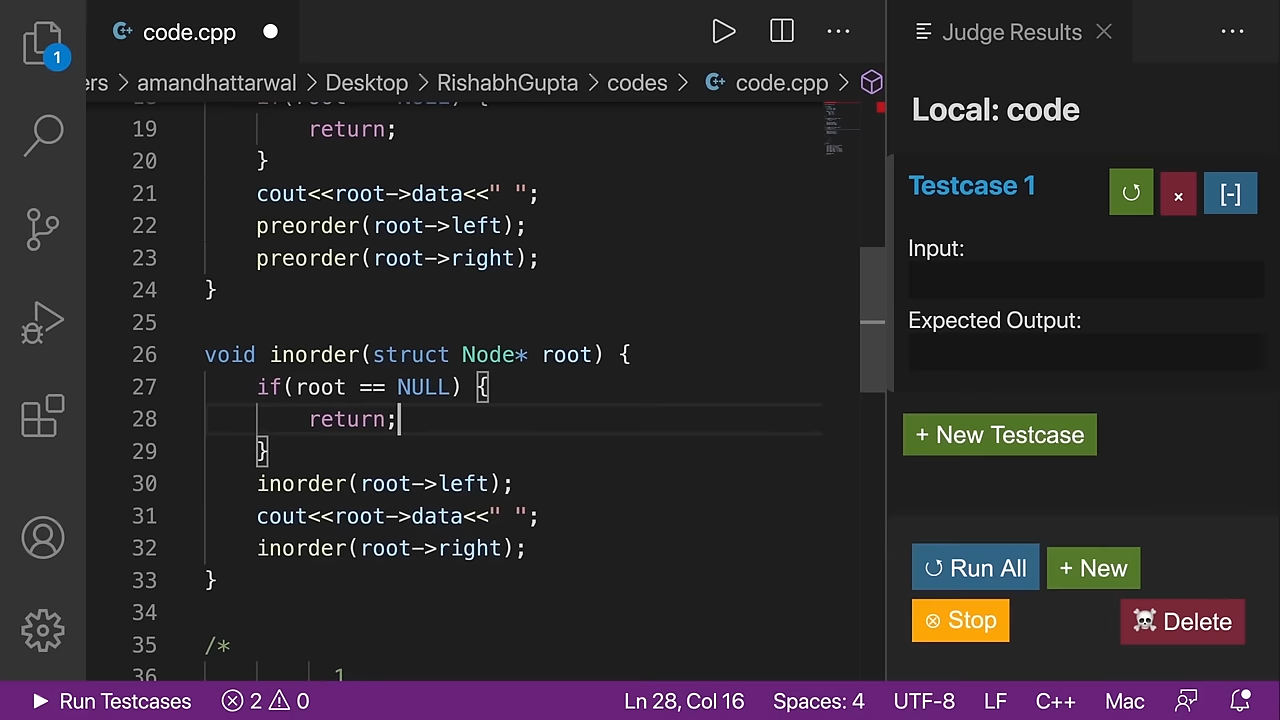 1
code.cpp
Judge Results
ers > amandhattarwal > Desktop > RishabhGupta > codes > code.cpp >
Local: code
19 return;
20 }
21 cout<<root->data<<" ";
22 preorder(root->left);
23 preorder(root->right);
24 }
25
26 void inorder(struct Node* root) {
27 if(root == NULL) {
28 return;
29 }
30 inorder(root->left);
31 cout<<root->data<<" ";
32 inorder(root->right);
33 }
34
35 /*
36 1
Testcase 1
× [-]
Input:
Expected Output:
+ New Testcase
Run All + New
Stop Delete
Run Testcases 2 0 Ln 28, Col 16 Spaces: 4 UTF-8 LF C++ Mac